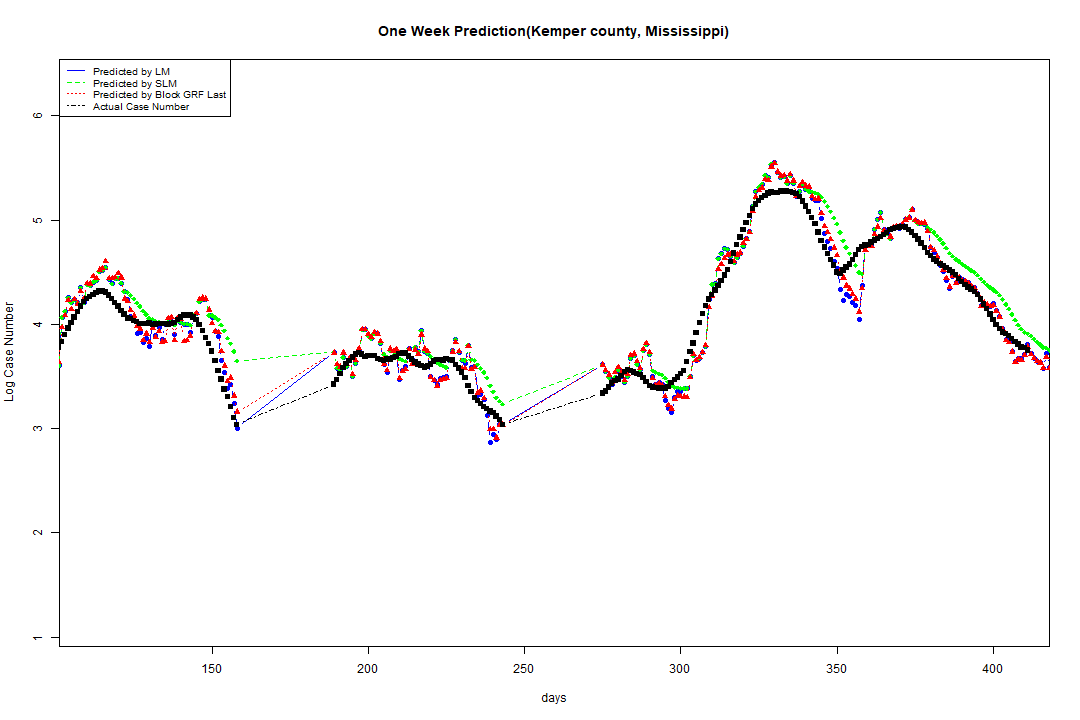 One Week Prediction(Kemper county, Mississippi)
Predicted by LM
Predicted by SLM
Predicted by Block GRF Last
Actual Case Number
Log Case Number
6
5
4
3
2
1
150
200
250
300
350
400
days